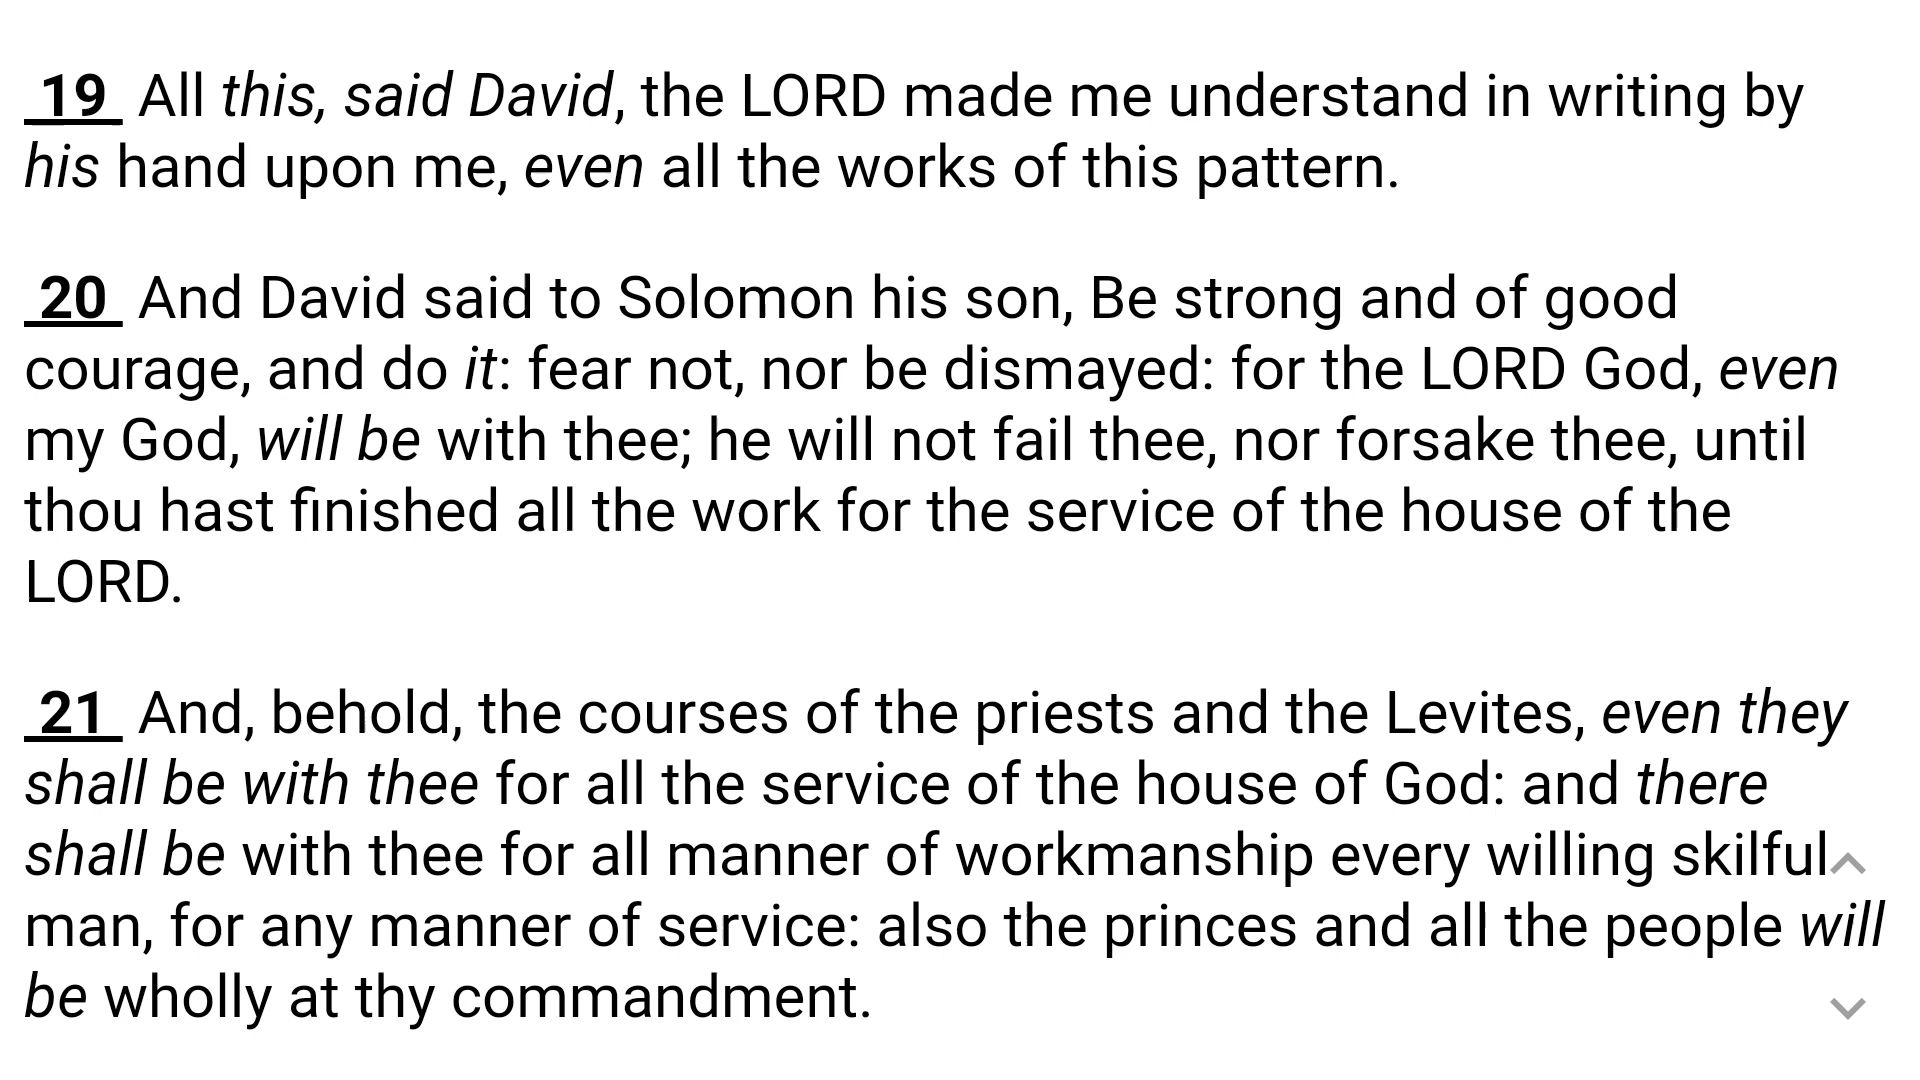 19 All this, said David, the LORD made me understand in writing by
his hand upon me, even all the works of this pattern.
20 And David said to Solomon his son, Be strong and of good
courage, and do it: fear not, nor be dismayed: for the LORD God, even
my God, will be with thee; he will not fail thee, nor forsake thee, until
thou hast finished all the work for the service of the house of the
LORD.
21 And, behold, the courses of the priests and the Levites, even they
shall be with thee for all the service of the house of God: and there
shall be with thee for all manner of workmanship every willing skilful
man, for any manner of service: also the princes and all the people will
be wholly at thy commandment.